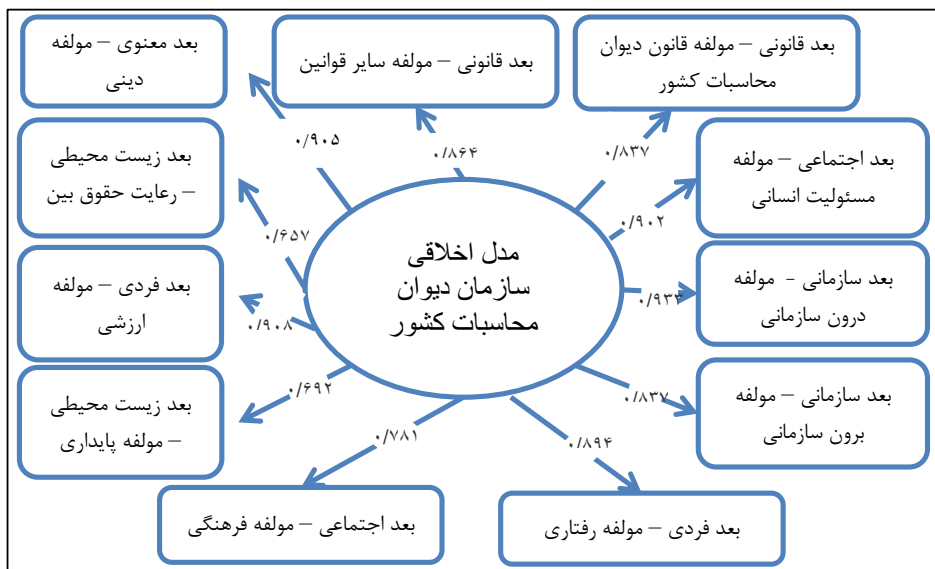 بعد قانونی – مولفه قانون دیوان
محاسبات کشور
بعد قانونی – مولفه سایر قوانین
بعد معنوی – مولفه
دینی
۰/۸۳۷
۰/۸۶۴
۰/۹۰۵
بعد اجتماعی – مولفه
مسئولیت انسانی
بعد زیست محیطی
– رعایت حقوق بین
۰/۹۰۲
۰/۶۵۷
مدل اخلاقی
سازمان دیوان
محاسبات کشور
بعد سازمانی - مولفه
درون سازمانی
بعد فردی – مولفه
ارزشی
۰/۹۳۳
۰/۹۰۸
بعد سازمانی – مولفه
برون سازمانی
بعد زیست محیطی
– مولفه پایداری
۰/۸۳۷
۰/۶۹۲
۰/۸۹۴
۰/۷۸۱
بعد فردی – مولفه رفتاری
بعد اجتماعی – مولفه فرهنگی